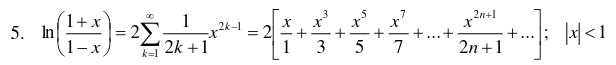 5. ln((1+x)/(1−x)) = 2∑_{k=1}^{∞} 1/(2k+1) x^{2k−1} = 2[x/1 + x^3/3 + x^5/5 + x^7/7 + ... + x^{2n+1}/(2n+1) + ...]; |x| < 1